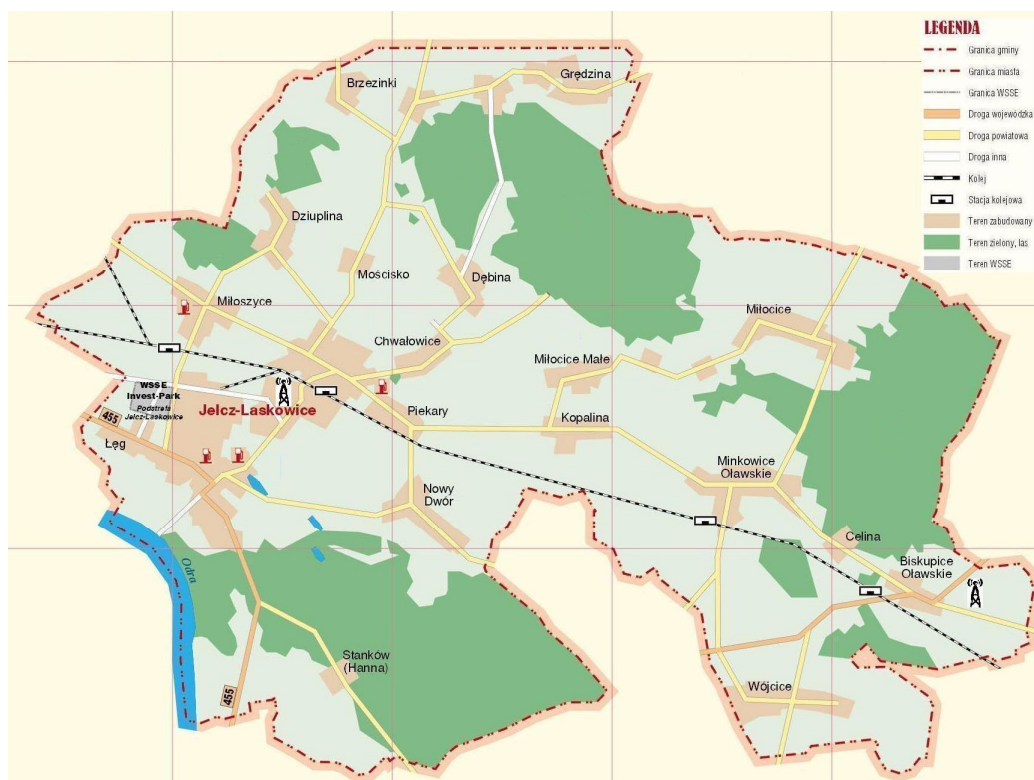 LEGENDA
Granica gminy
Granica miasta
Granica WSSE
Droga wojewódzka
Droga powiatowa
Droga inna
Kolej
Stacja kolejowa
Teren zabudowany
Teren zielony, las
Teren WSSE
Grędzina
Brzezinki
Dziuplina
Mościsko
Dębina
Miłoszyce
Miłocice
Chwałowice
Miłocice Małe
WSSE
Invest-Park
Podstrefa
Jelcz-Laskowice
Jelcz-Laskowice
Piekary
Kopalina
455
Łęg
Minkowice
Oławskie
Nowy
Dwór
Celina
Odra
Biskupice
Oławskie
Stanków
(Hanna)
Wójcice
455